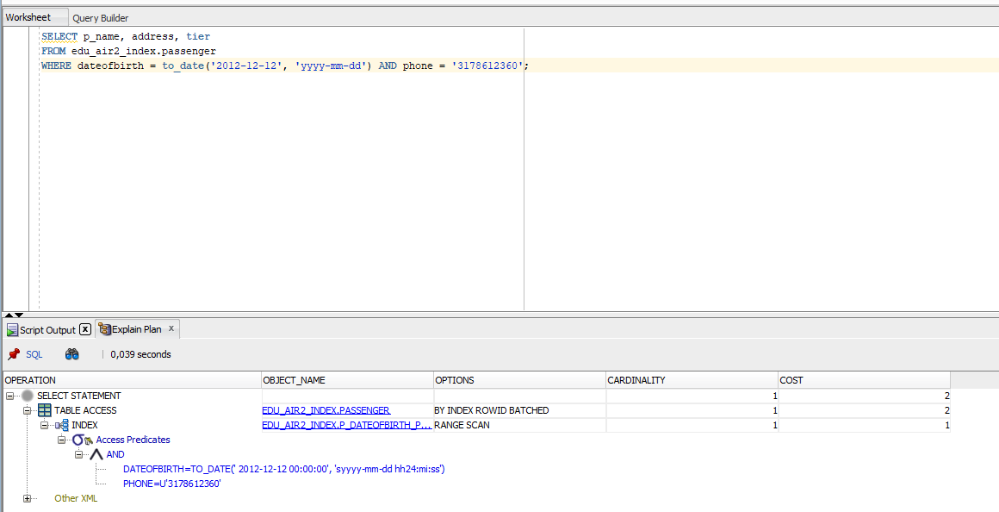 Worksheet Query Builder
SELECT p_name, address, tier
FROM edu_air2_index.passenger
WHERE dateofbirth = to_date('2012-12-12', 'yyyy-mm-dd') AND phone = '3178612360';
Script Output x Explain Plan x
SQL | 0,039 seconds
OPERATION OBJECT_NAME OPTIONS CARDINALITY COST
SELECT STATEMENT 1 2
TABLE ACCESS EDU_AIR2_INDEX.PASSENGER BY INDEX ROWID BATCHED 1 2
INDEX EDU_AIR2_INDEX.P_DATEOFBIRTH_P... RANGE SCAN 1 1
Access Predicates
AND
DATEOFBIRTH=TO_DATE(' 2012-12-12 00:00:00', 'syyyy-mm-dd hh24:mi:ss')
PHONE=U'3178612360'
Other XML